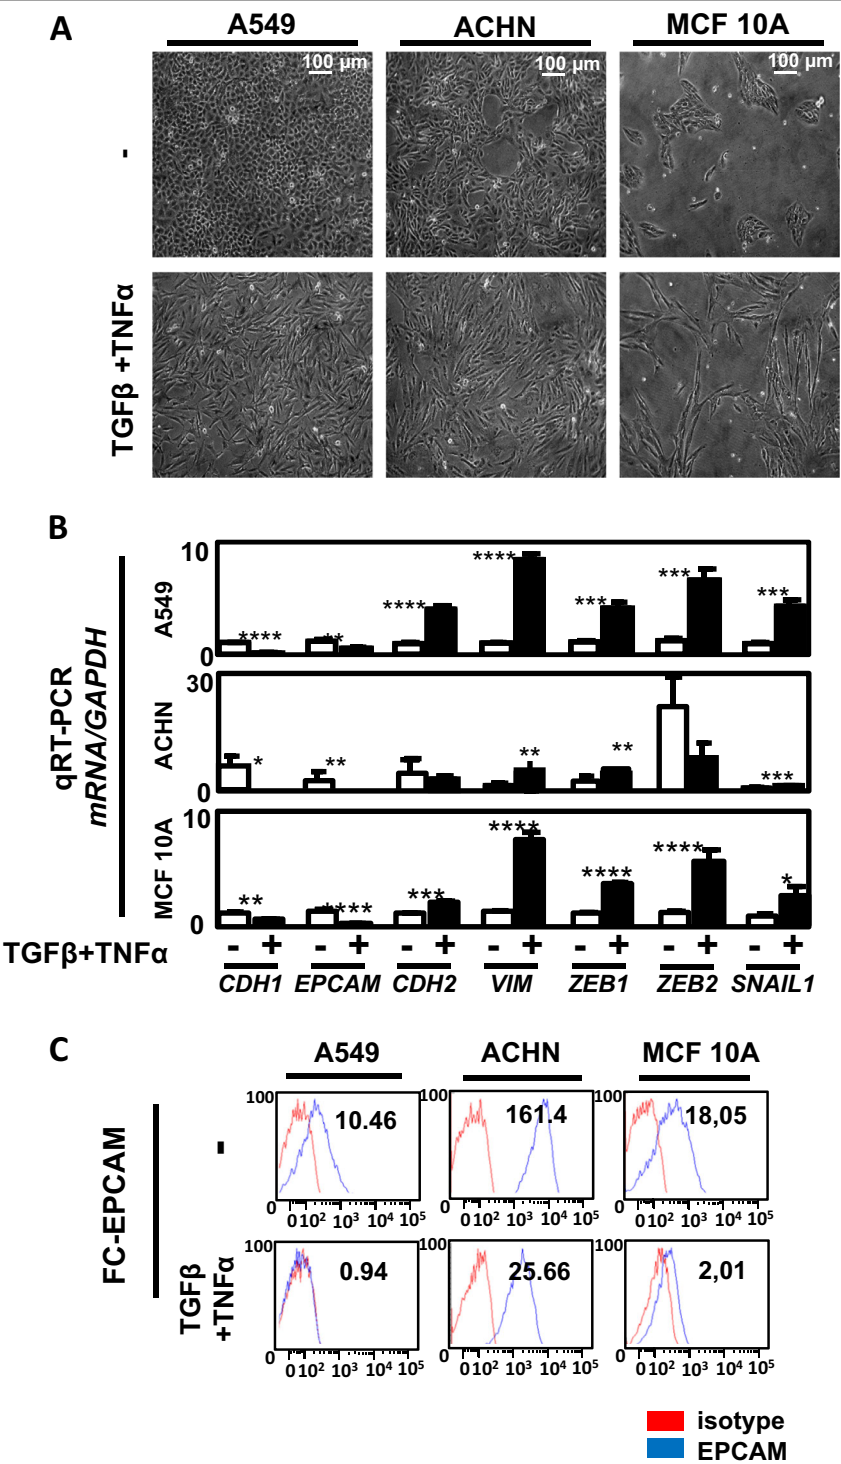 A
A549
ACHN
MCF 10A
100 µm
100 µm
100 µm
-
TGFβ +TNFα
B
qRT-PCR
mRNA/GAPDH
A549
10
0
****
**
****
****
***
***
***
ACHN
30
0
*
**
**
**
***
MCF 10A
10
0
**
****
***
****
****
****
*
TGFβ+TNFα
- + - + - + - + - + - + - +
CDH1 EPCAM CDH2 VIM ZEB1 ZEB2 SNAIL1
C
A549
ACHN
MCF 10A
FC-EPCAM
-
100
10.46
0
0 10² 10³ 10⁴ 10⁵
100
161.4
0
0 10² 10³ 10⁴ 10⁵
100
18,05
0
0 10² 10³ 10⁴ 10⁵
TGFβ
+TNFα
100
0.94
0
0 10² 10³ 10⁴ 10⁵
100
25.66
0
0 10² 10³ 10⁴ 10⁵
100
2,01
0
0 10² 10³ 10⁴ 10⁵
isotype
EPCAM